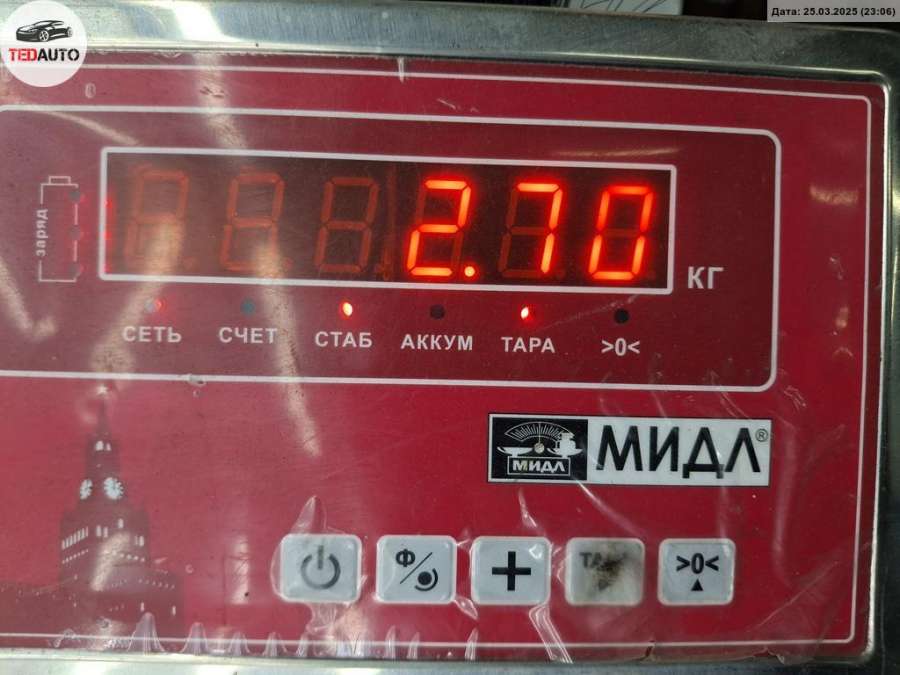 Дата: 25.03.2025 (23:06)
TEDAUTO
заряд
2.70
КГ
СЕТЬ СЧЕТ СТАБ АККУМ ТАРА >0<
МИДЛ МИДЛ®
Ф + >0<